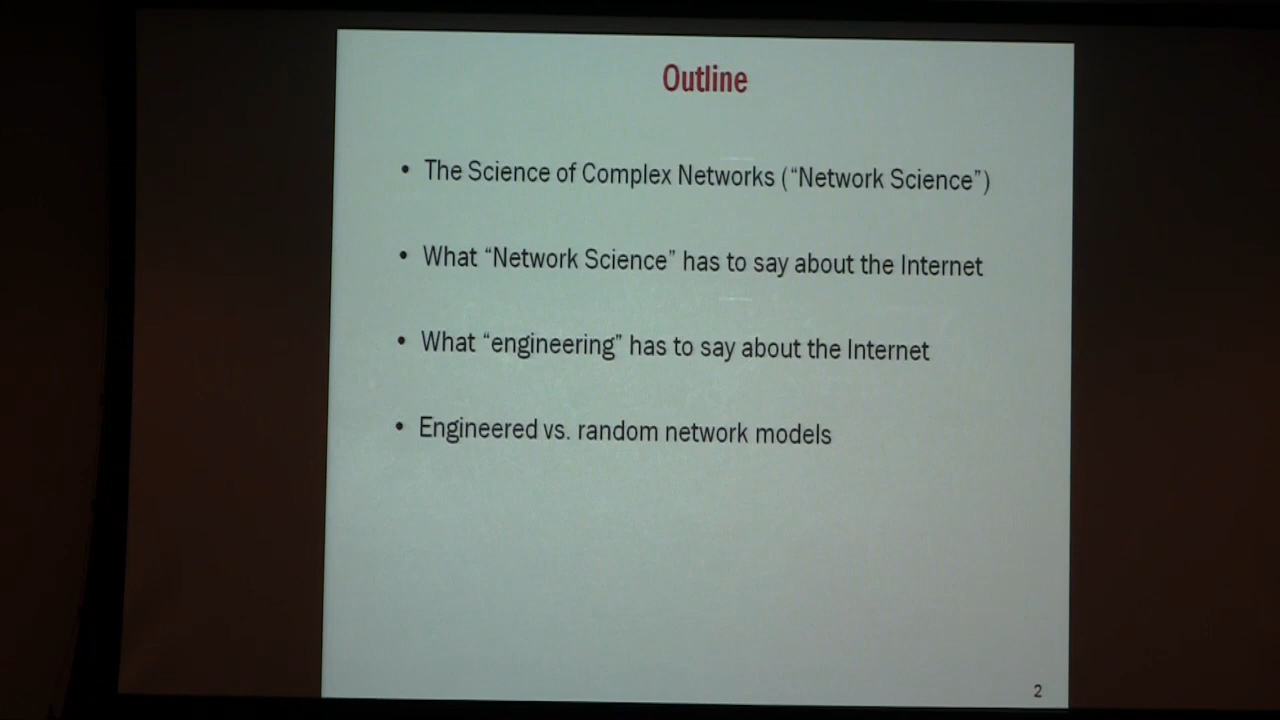 Outline
• The Science of Complex Networks (“Network Science”)
• What “Network Science” has to say about the Internet
• What “engineering” has to say about the Internet
• Engineered vs. random network models
2